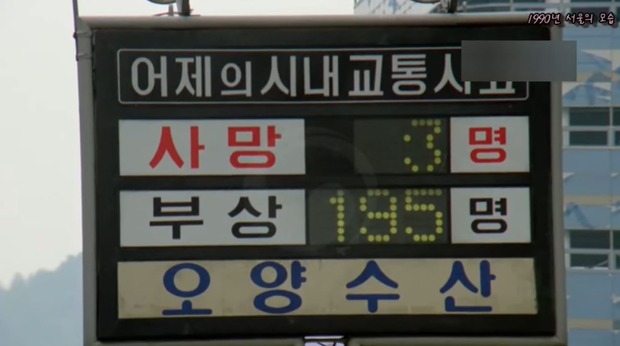 1990년 서울의 모습
어제의 시내 교통사고
사망 3 명
부상 195 명
오양수산